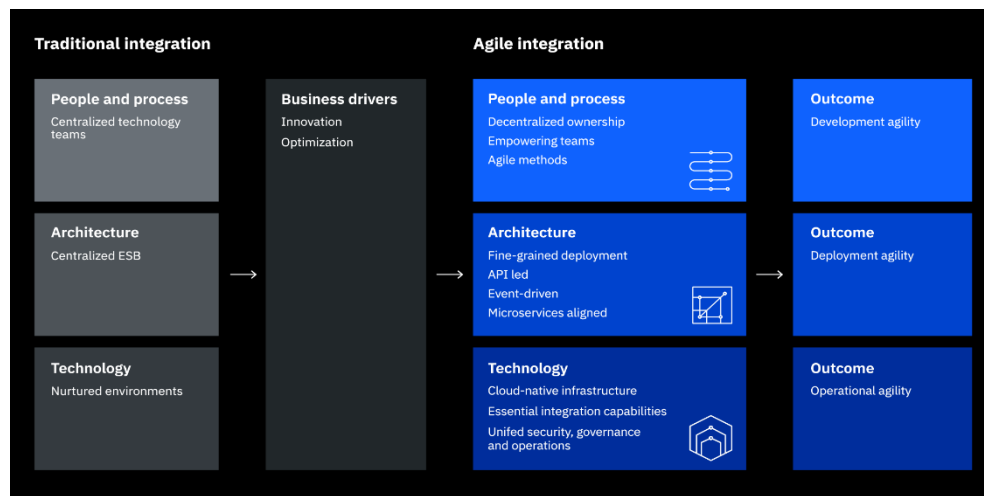 Traditional integration
Agile integration
People and process
Centralized technology
teams
Business drivers
Innovation
Optimization
People and process
Decentralized ownership
Empowering teams
Agile methods
Outcome
Development agility
Architecture
Centralized ESB
Architecture
Fine-grained deployment
API led
Event-driven
Microservices aligned
Outcome
Deployment agility
Technology
Nurtured environments
Technology
Cloud-native infrastructure
Essential integration capabilities
Unifed security, governance
and operations
Outcome
Operational agility